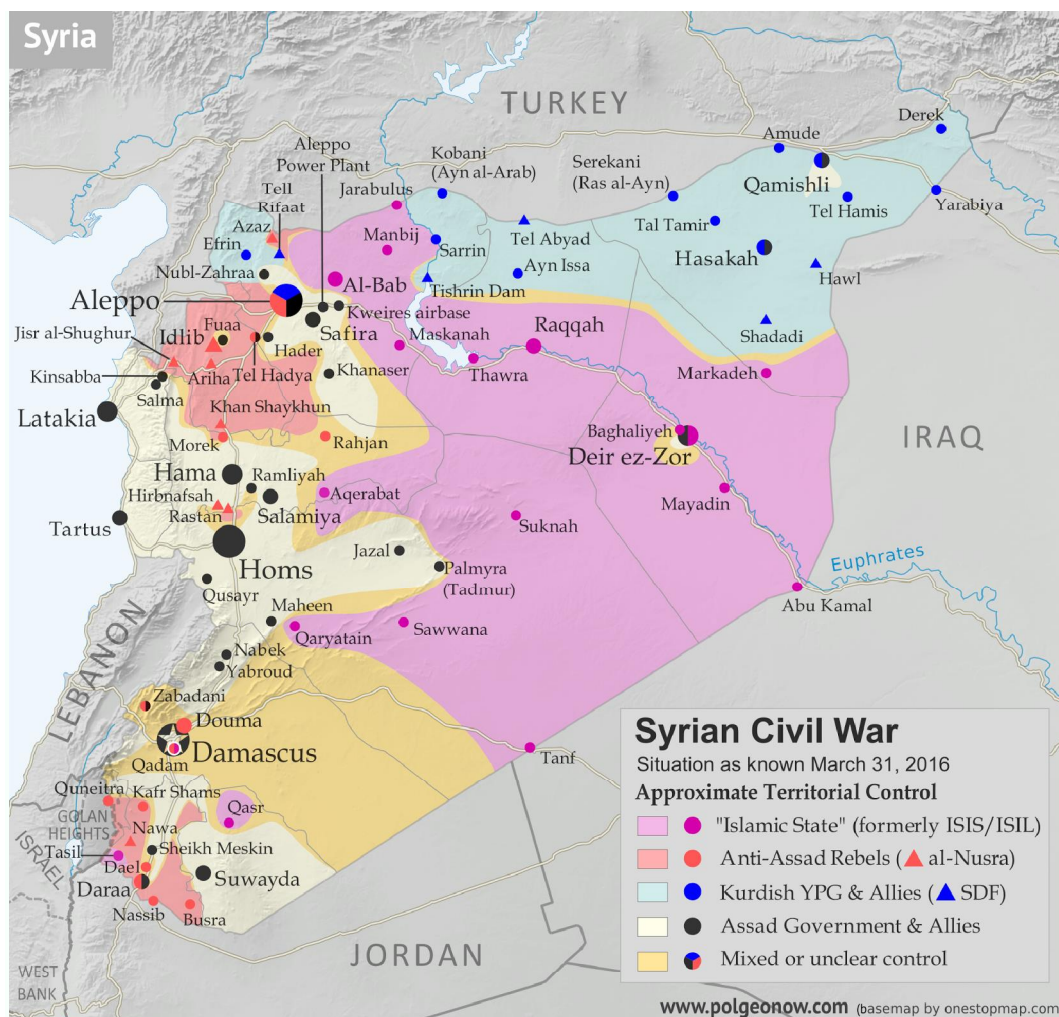 Syria
TURKEY
Derek
Amude
Aleppo
Power Plant
Kobani
(Ayn al-Arab)
Serekani
(Ras al-Ayn)
Qamishli
Tell
Rifaat
Jarabulus
Tel Hamis
Yarabiya
Azaz
Manbij
Tal Tamir
Efrin
Sarrin
Tel Abyad
Hasakah
Nubl-Zahraa
Ayn Issa
Hawl
Al-Bab
Tishrin Dam
Aleppo
Kweires airbase
Jisr al-Shughur
Fuaa
Safira
Maskanah
Raqqah
Shadadi
Idlib
Hader
Kinsabba
Ariha
Tel Hadya
Khanaser
Thawra
Markadeh
Salma
Latakia
Khan Shaykhun
Morek
Rahjan
Baghaliyeh
IRAQ
Deir ez-Zor
Hama
Ramliyah
Hirbnafsah
Aqerabat
Mayadin
Rastan
Salamiya
Tartus
Suknah
Homs
Jazal
Palmyra
(Tadmur)
Euphrates
Qusayr
Abu Kamal
Maheen
Qaryatain
Sawwana
LEBANON
Nabek
Yabroud
Zabadani
Douma
Damascus
Qadam
Tanf
Quneitra
Kafr Shams
GOLAN
HEIGHTS
Qasr
Nawa
ISRAEL
Tasil
Sheikh Meskin
Dael
Daraa
Suwayda
Nassib
Busra
JORDAN
WEST
BANK
Syrian Civil War
Situation as known March 31, 2016
Approximate Territorial Control
"Islamic State" (formerly ISIS/ISIL)
Anti-Assad Rebels (▲ al-Nusra)
Kurdish YPG & Allies (▲ SDF)
Assad Government & Allies
Mixed or unclear control
www.polgeonow.com (basemap by onestopmap.com